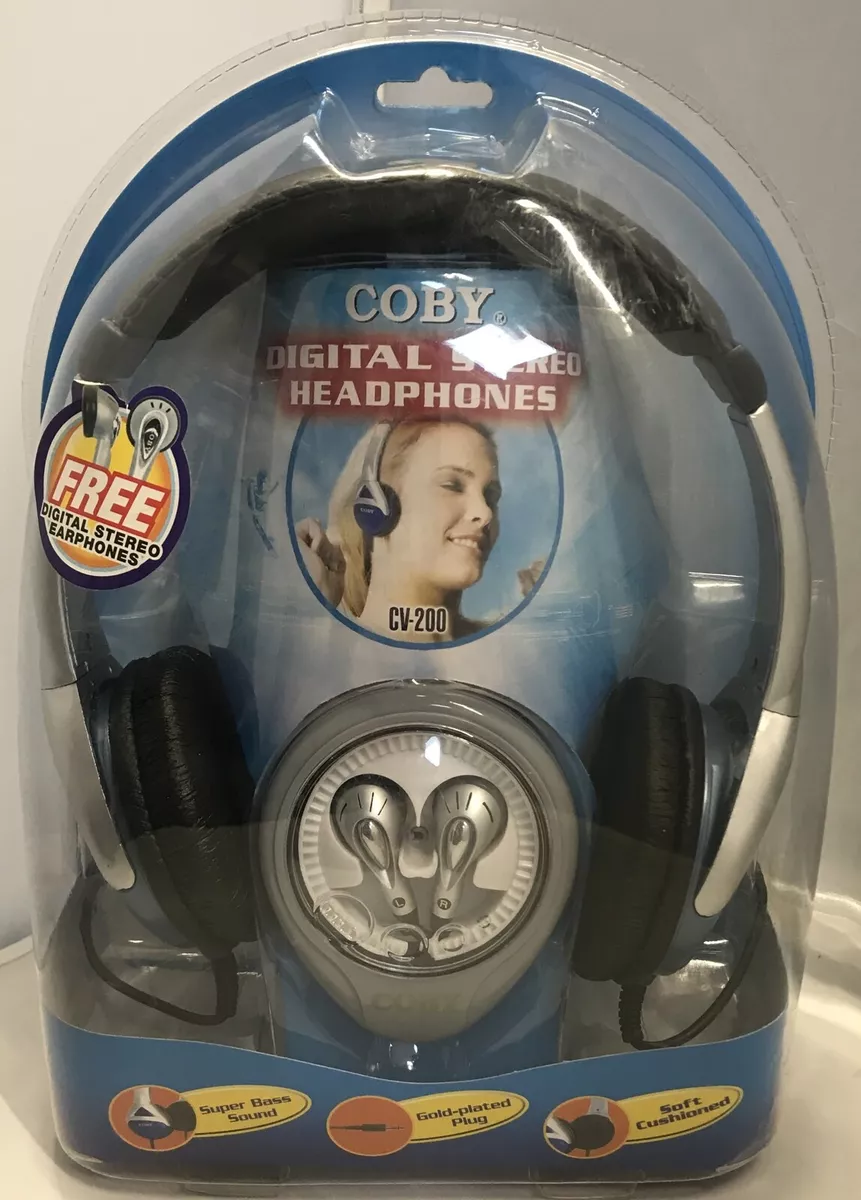 COBY®
DIGITAL STEREO
HEADPHONES
FREE
DIGITAL STEREO
EARPHONES
COBY
CV-200
L R
COBY
Super Bass
Sound
Gold-plated
Plug
Soft
Cushioned